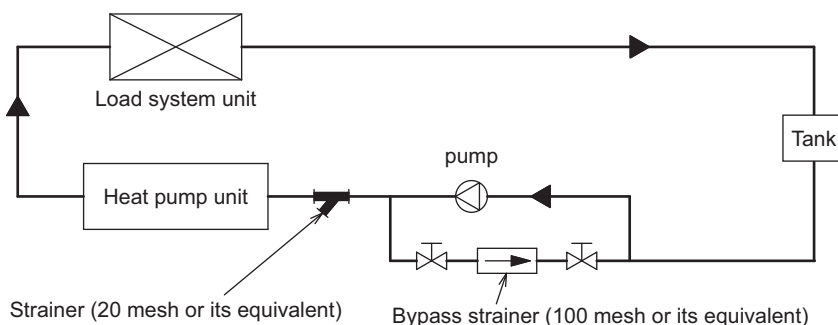 Load system unit
Tank
pump
Heat pump unit
Strainer (20 mesh or its equivalent)
Bypass strainer (100 mesh or its equivalent)